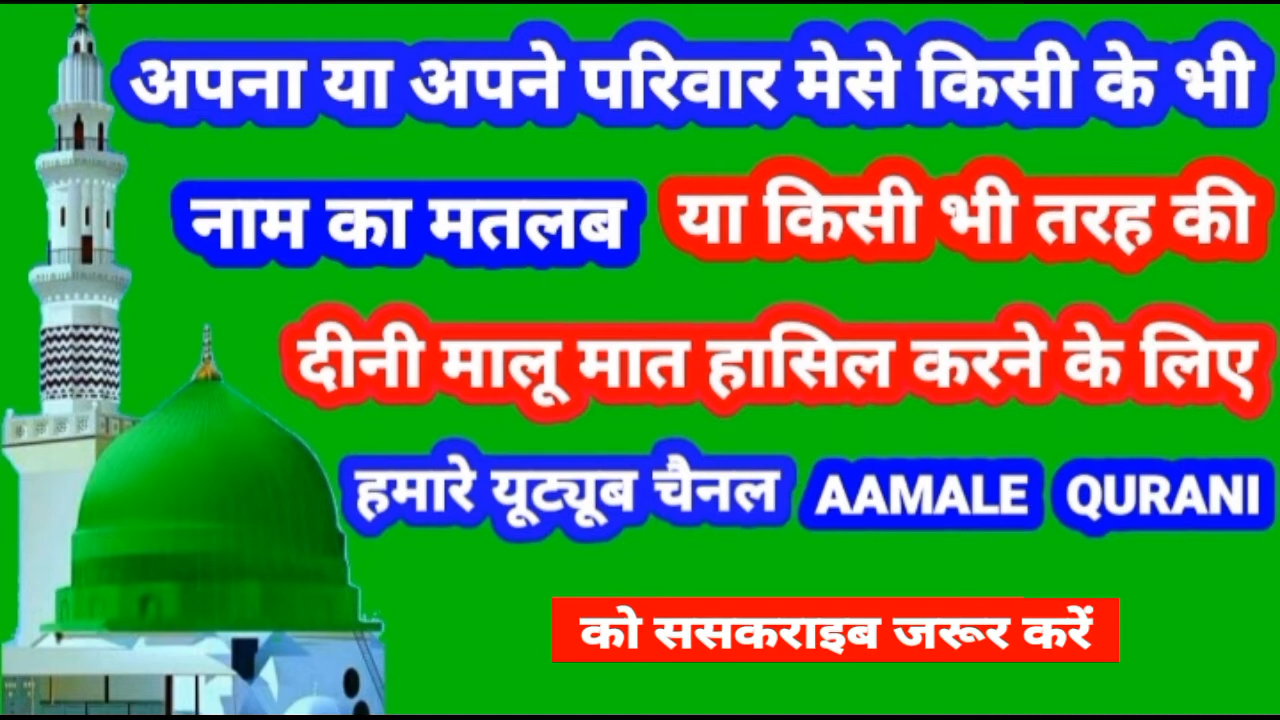 अपना या अपने परिवार मेसे किसी के भी
नाम का मतलब या किसी भी तरह की
दीनी मालू मात हासिल करने के लिए
हमारे यूट्यूब चैनल AAMALE QURANI
को ससकराइब जरूर करें